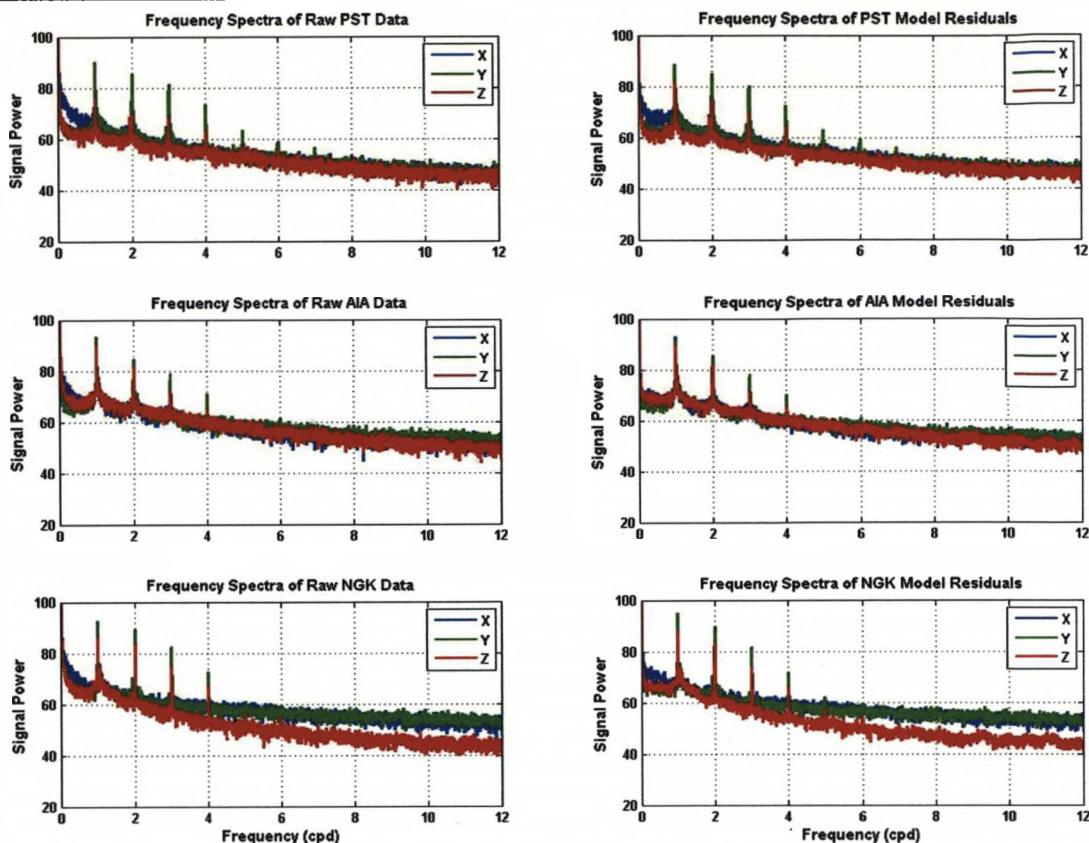 Frequency Spectra of Raw PST Data
100
80
60
40
20
Signal Power
X
Y
Z
0 2 4 6 8 10 12
Frequency Spectra of PST Model Residuals
100
80
60
40
20
Signal Power
X
Y
Z
0 2 4 6 8 10 12
Frequency Spectra of Raw AIA Data
100
80
60
40
20
Signal Power
X
Y
Z
0 2 4 6 8 10 12
Frequency Spectra of AIA Model Residuals
100
80
60
40
20
Signal Power
X
Y
Z
0 2 4 6 8 10 12
Frequency Spectra of Raw NGK Data
100
80
60
40
20
Signal Power
X
Y
Z
0 2 4 6 8 10 12
Frequency (cpd)
Frequency Spectra of NGK Model Residuals
100
80
60
40
20
Signal Power
X
Y
Z
0 2 4 6 8 10 12
Frequency (cpd)